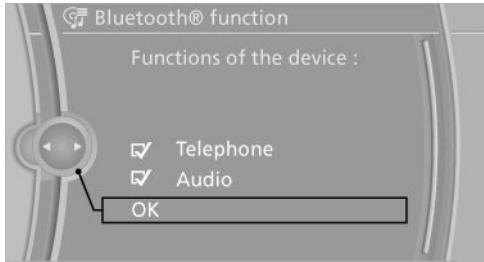 Bluetooth® function
Functions of the device :
Telephone
Audio
OK